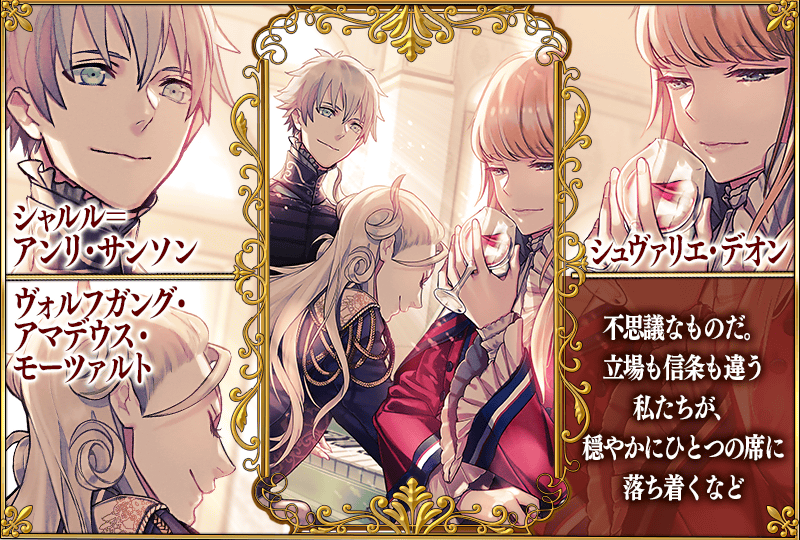 シャルル＝
アンリ・サンソン
シュヴァリエ・デオン
ヴォルフガング・
アマデウス・
モーツァルト
不思議なものだ。
立場も信条も違う
私たちが、
穏やかにひとつの席に
落ち着くなど